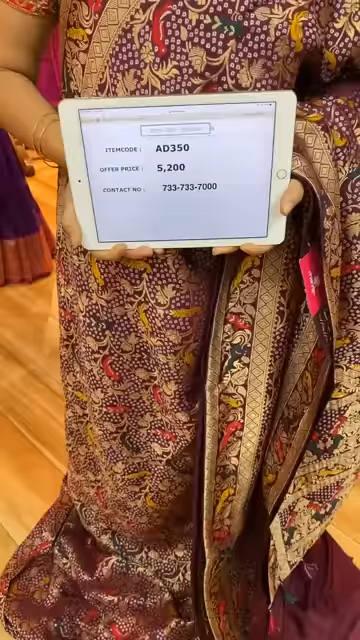 ITEMCODE : AD350
OFFER PRICE : 5,200
CONTACT NO : 733-733-7000